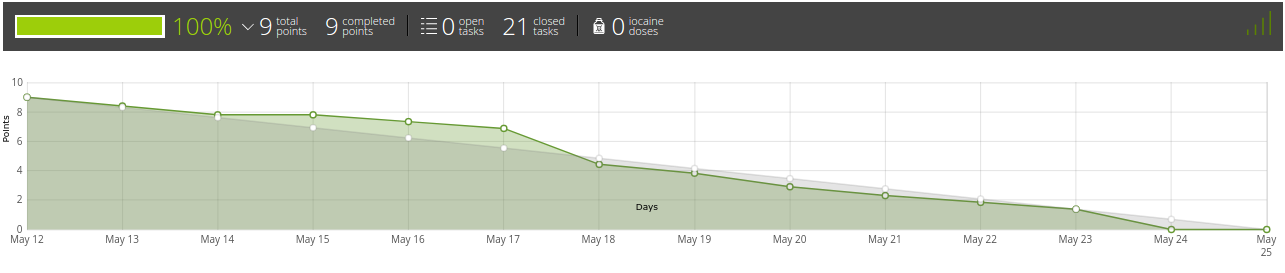 100% 9 total points 9 completed points 0 open tasks 21 closed tasks 0 iocaine doses
10
8
6
4
2
0
Points
Days
May 12 May 13 May 14 May 15 May 16 May 17 May 18 May 19 May 20 May 21 May 22 May 23 May 24 May 25